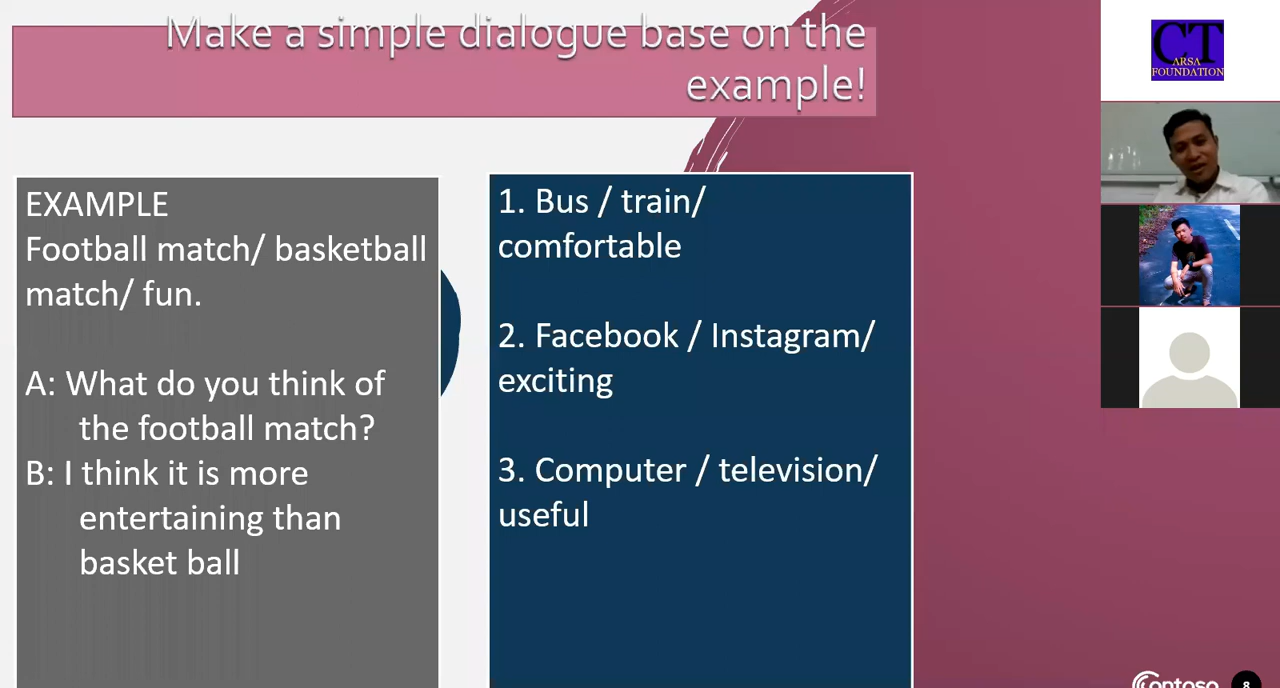 Make a simple dialogue base on the
example!
EXAMPLE
Football match/ basketball
match/ fun.
A: What do you think of
the football match?
B: I think it is more
entertaining than
basket ball
1. Bus / train/
comfortable
2. Facebook / Instagram/
exciting
3. Computer / television/
useful
CT
ARSA
FOUNDATION
Contoso
8